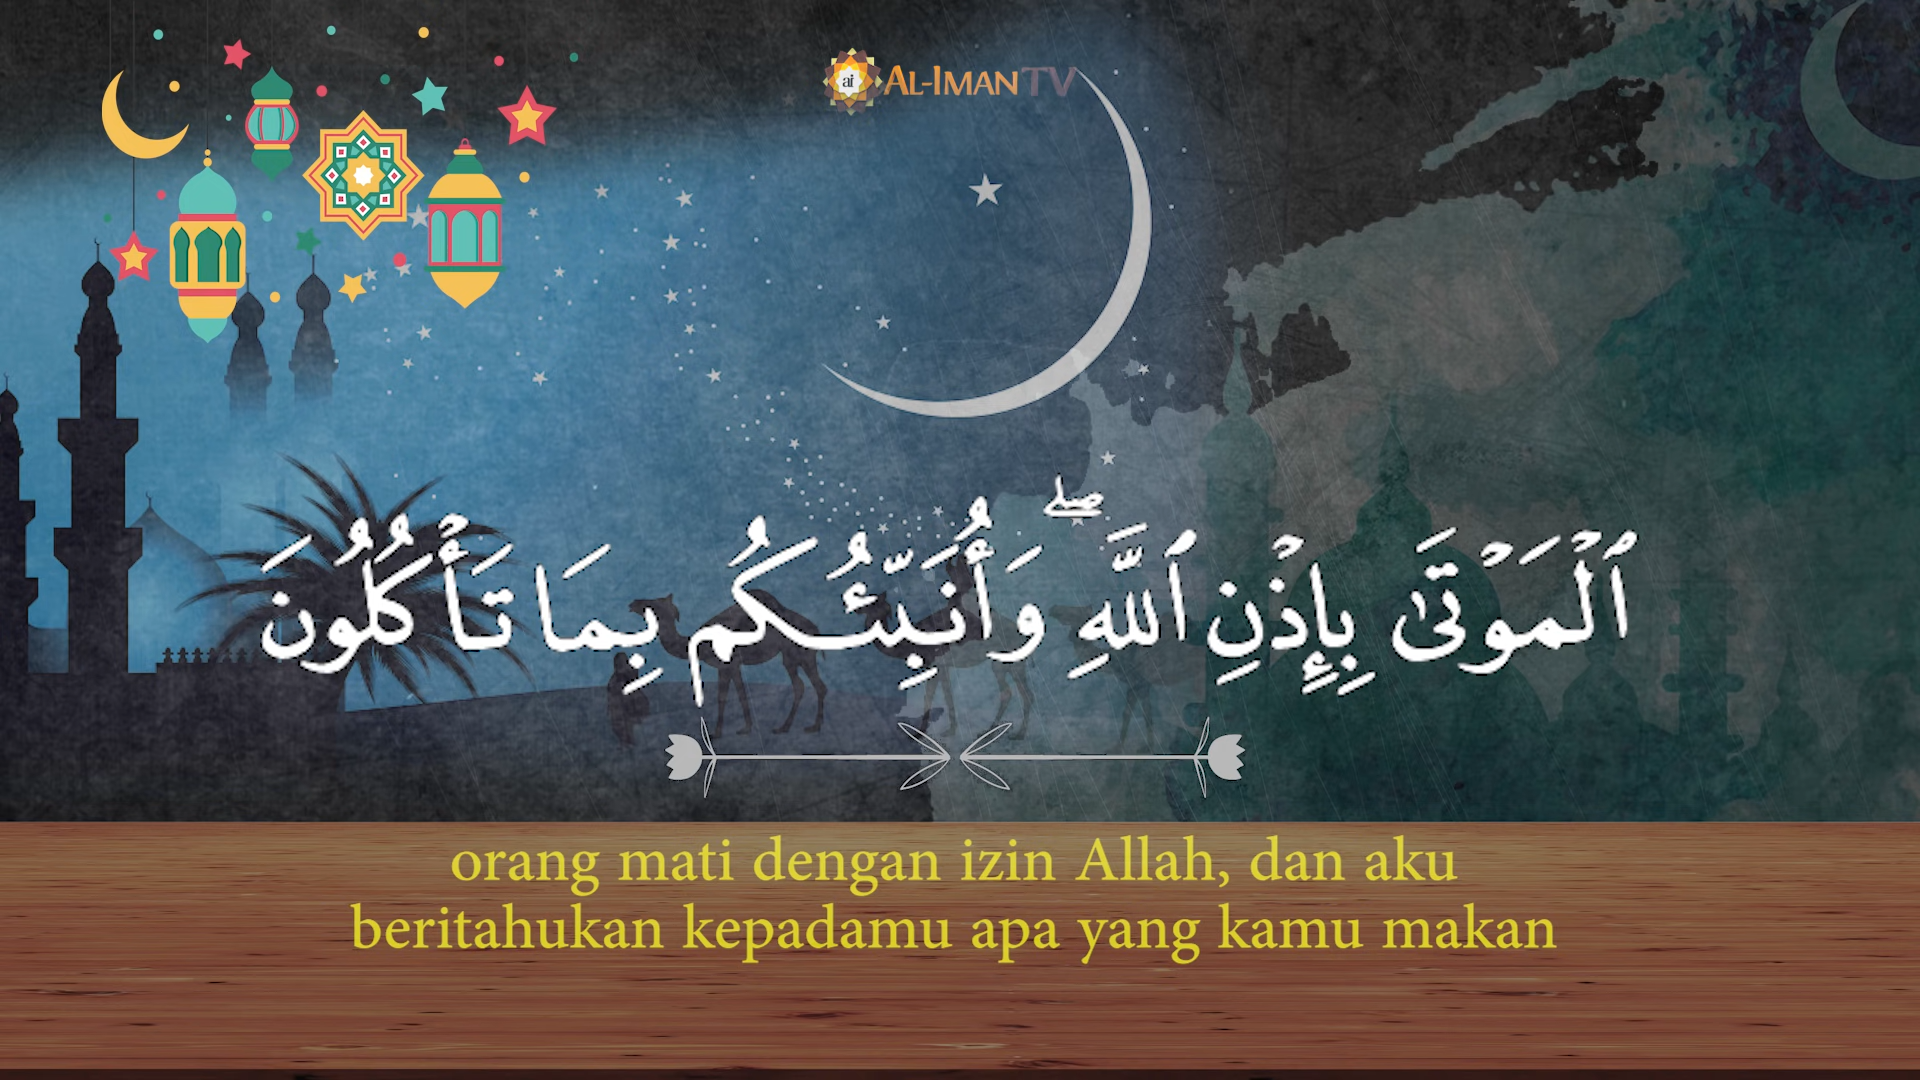 ai AL-IMAN TV
ٱلْمَوْتَىٰ بِإِذْنِ ٱللَّهِ ۖ وَأُنَبِّئُكُم بِمَا تَأْكُلُونَ
orang mati dengan izin Allah, dan aku
beritahukan kepadamu apa yang kamu makan